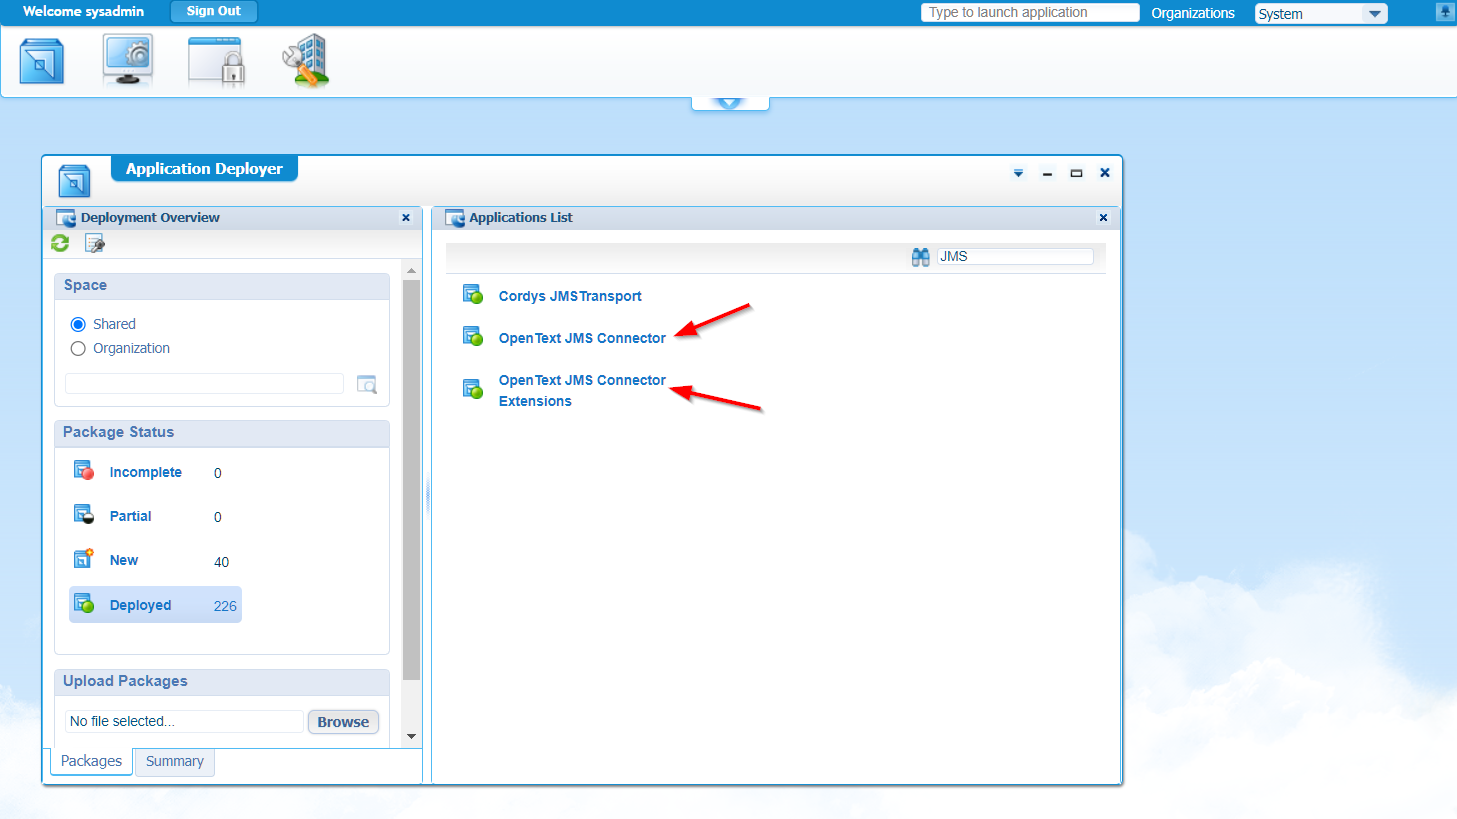 Welcome sysadmin
Sign Out
Type to launch application
Organizations
System
Application Deployer
Deployment Overview
Space
Shared
Organization
Package Status
Incomplete 0
Partial 0
New 40
Deployed 226
Upload Packages
No file selected...
Browse
Packages
Summary
Applications List
JMS
Cordys JMSTransport
OpenText JMS Connector
OpenText JMS Connector
Extensions